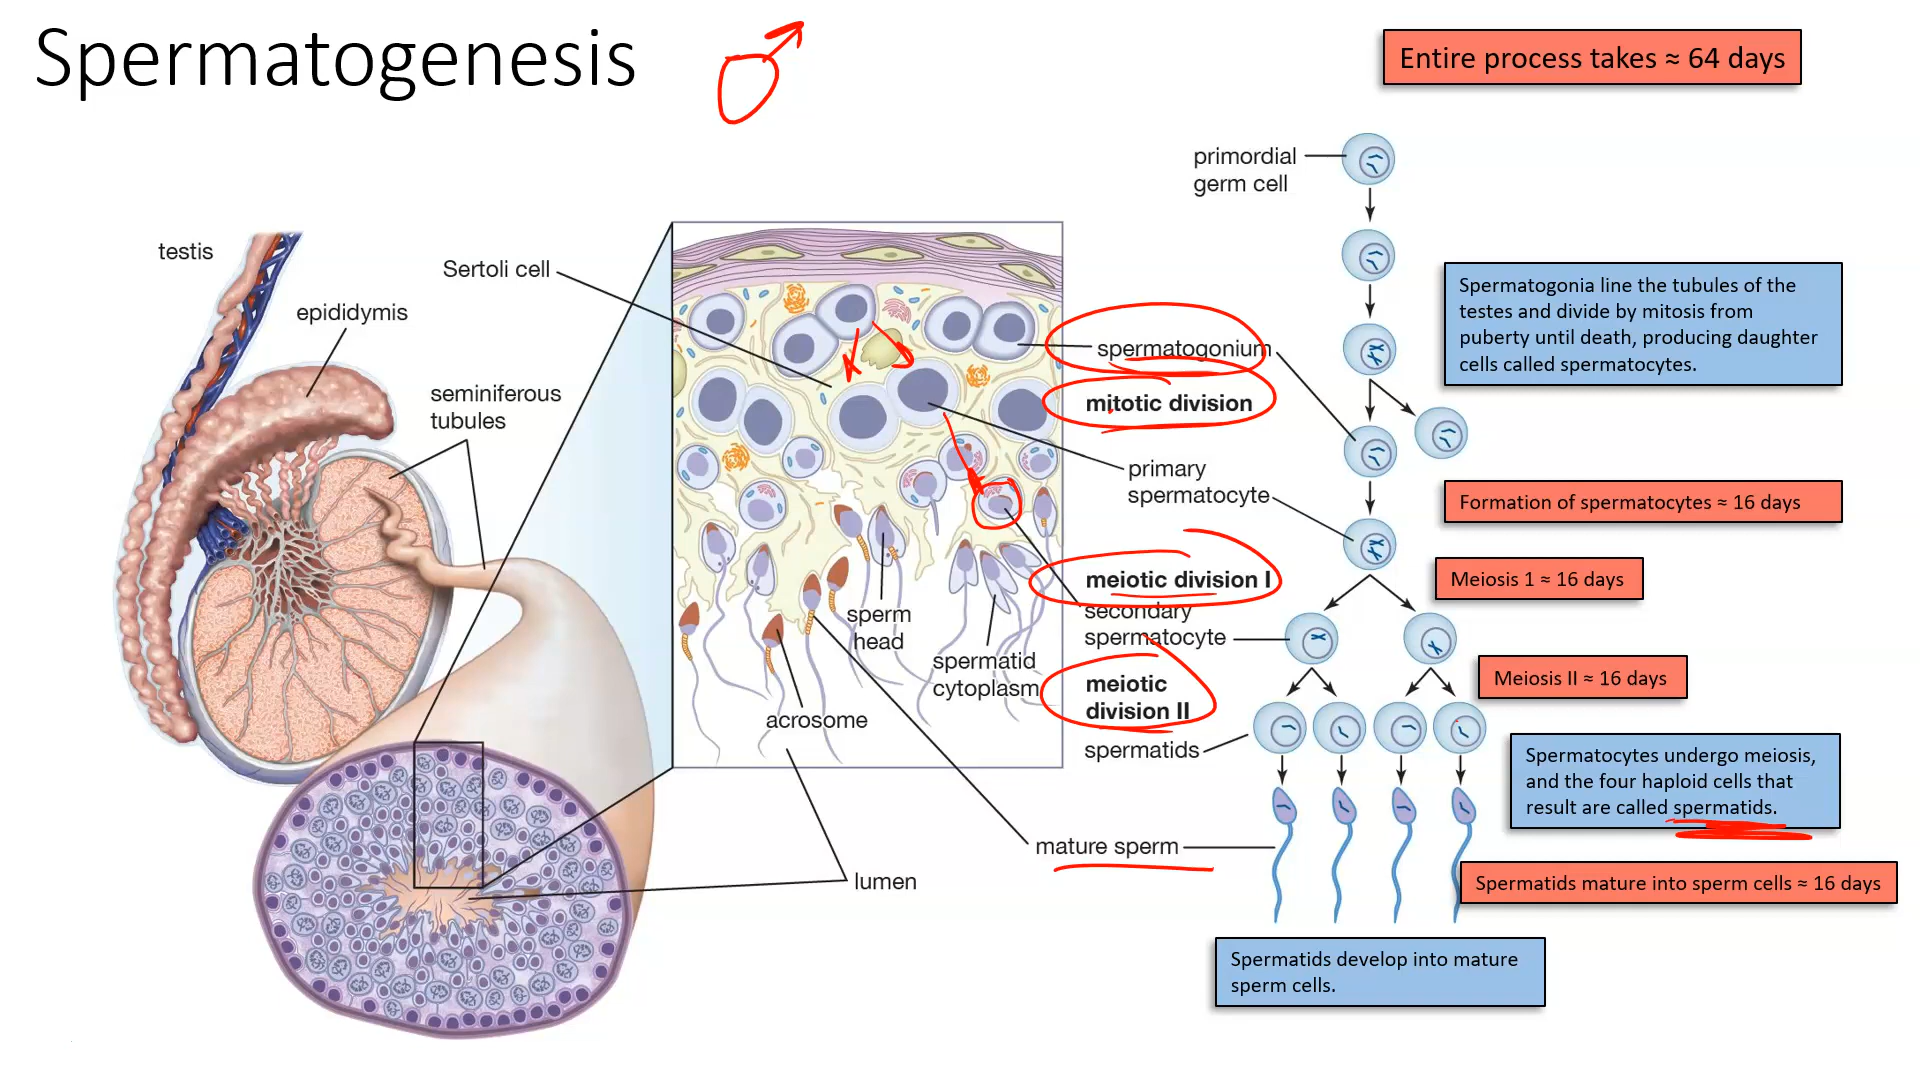 Spermatogenesis
Entire process takes ≈ 64 days
testis
epididymis
seminiferous
tubules
Sertoli cell
sperm
head
spermatid
cytoplasm
acrosome
lumen
primordial
germ cell
spermatogonium
mitotic division
primary
spermatocyte
meiotic division I
secondary
spermatocyte
meiotic
division II
spermatids
mature sperm
Spermatogonia line the tubules of the
testes and divide by mitosis from
puberty until death, producing daughter
cells called spermatocytes.
Formation of spermatocytes ≈ 16 days
Meiosis 1 ≈ 16 days
Meiosis II ≈ 16 days
Spermatocytes undergo meiosis,
and the four haploid cells that
result are called spermatids.
Spermatids mature into sperm cells ≈ 16 days
Spermatids develop into mature
sperm cells.